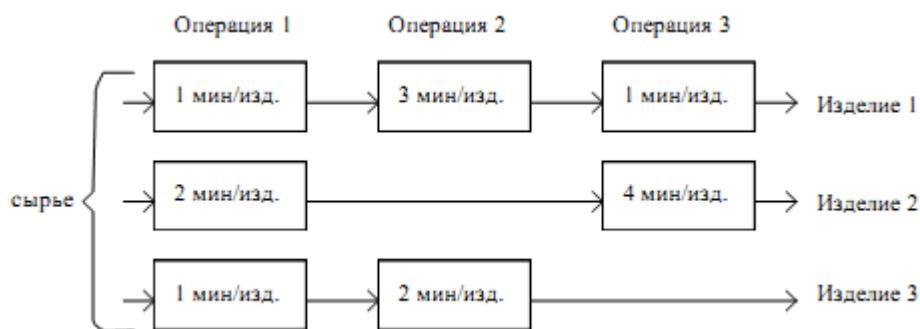 Операция 1 Операция 2 Операция 3
1 мин/изд. 3 мин/изд. 1 мин/изд. Изделие 1
сырье 2 мин/изд. 4 мин/изд. Изделие 2
1 мин/изд. 2 мин/изд. Изделие 3